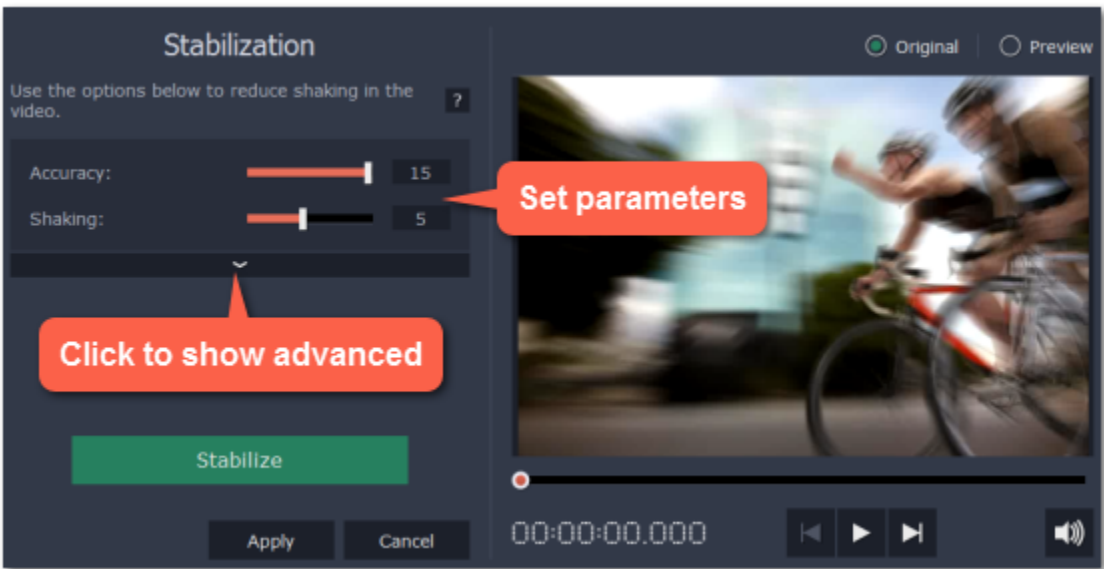 Stabilization
Use the options below to reduce shaking in the
video.
?
Accuracy:
15
Shaking:
5
Set parameters
Click to show advanced
Stabilize
Apply
Cancel
Original
Preview
00:00:00.000